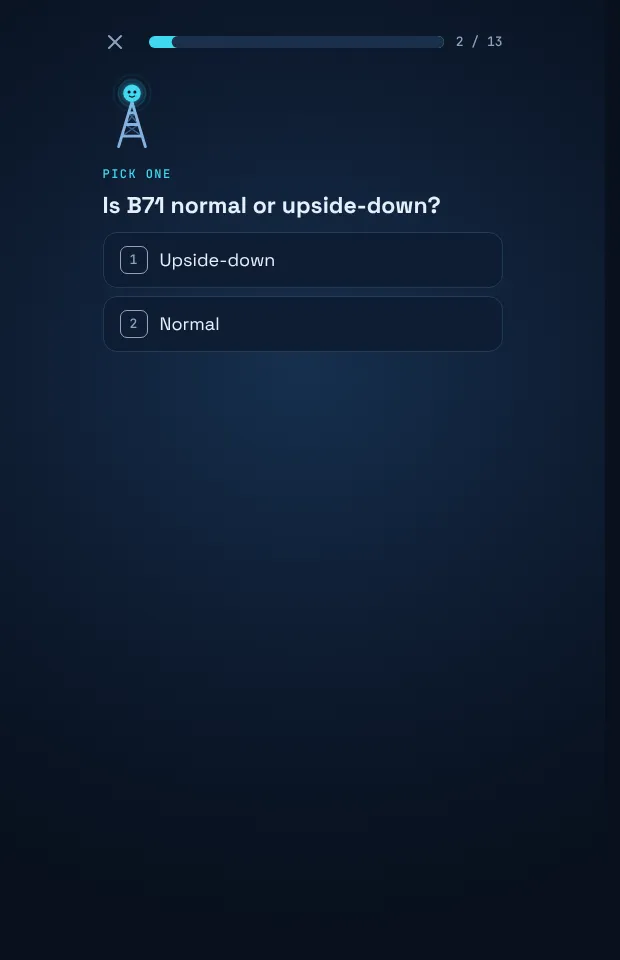 2 / 13
PICK ONE
Is B71 normal or upside-down?
1 Upside-down
2 Normal